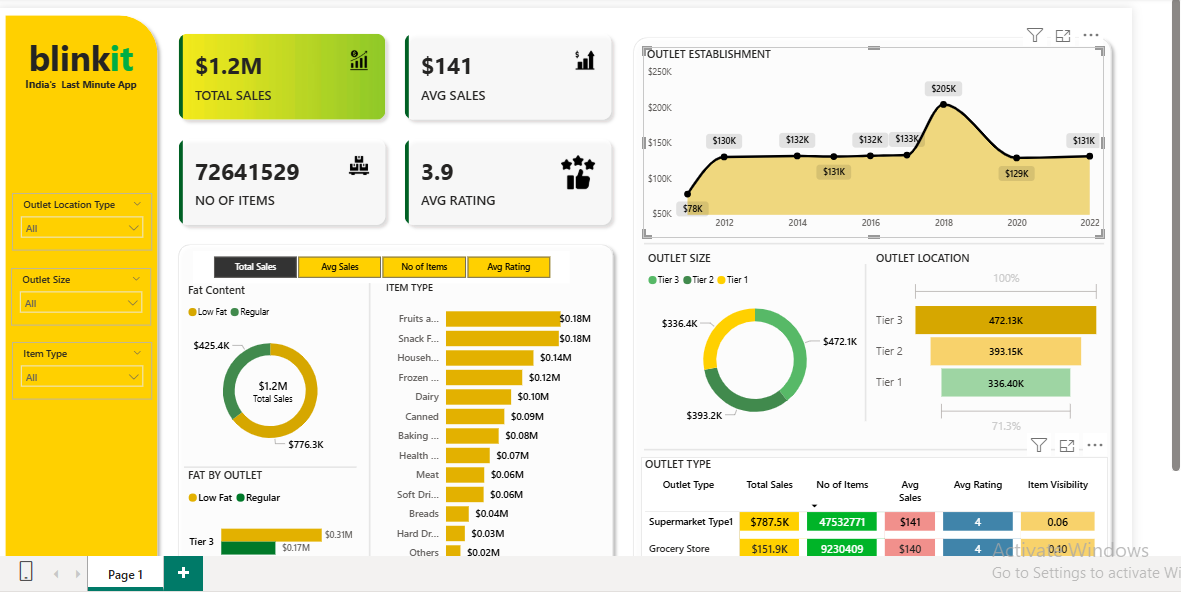 blinkit
India's Last Minute App
Outlet Location Type
All
Outlet Size
All
Item Type
All
$1.2M
TOTAL SALES
$141
AVG SALES
72641529
NO OF ITEMS
3.9
AVG RATING
Total Sales
Avg Sales
No of Items
Avg Rating
Fat Content
Low Fat Regular
$425.4K
$1.2M
Total Sales
$776.3K
FAT BY OUTLET
Low Fat Regular
Tier 3
$0.31M
$0.17M
ITEM TYPE
Fruits a... $0.18M
Snack F... $0.18M
Househ... $0.14M
Frozen ... $0.12M
Dairy $0.10M
Canned $0.09M
Baking ... $0.08M
Health ... $0.07M
Meat $0.06M
Soft Dri... $0.06M
Breads $0.04M
Hard Dr... $0.03M
Others $0.02M
OUTLET ESTABLISHMENT
$250K
$200K
$150K
$100K
$50K
$78K
$130K
$132K
$131K
$132K
$133K
$205K
$129K
$131K
2012 2014 2016 2018 2020 2022
OUTLET SIZE
Tier 3 Tier 2 Tier 1
$336.4K
$472.1K
$393.2K
OUTLET LOCATION
100%
Tier 3 472.13K
Tier 2 393.15K
Tier 1 336.40K
71.3%
OUTLET TYPE
Outlet Type Total Sales No of Items Avg Sales Avg Rating Item Visibility
Supermarket Type1 $787.5K 47532771 $141 4 0.06
Grocery Store $151.9K 9230409 $140 4 0.10
Activate Windows
Go to Settings to activate Wi
Page 1
+